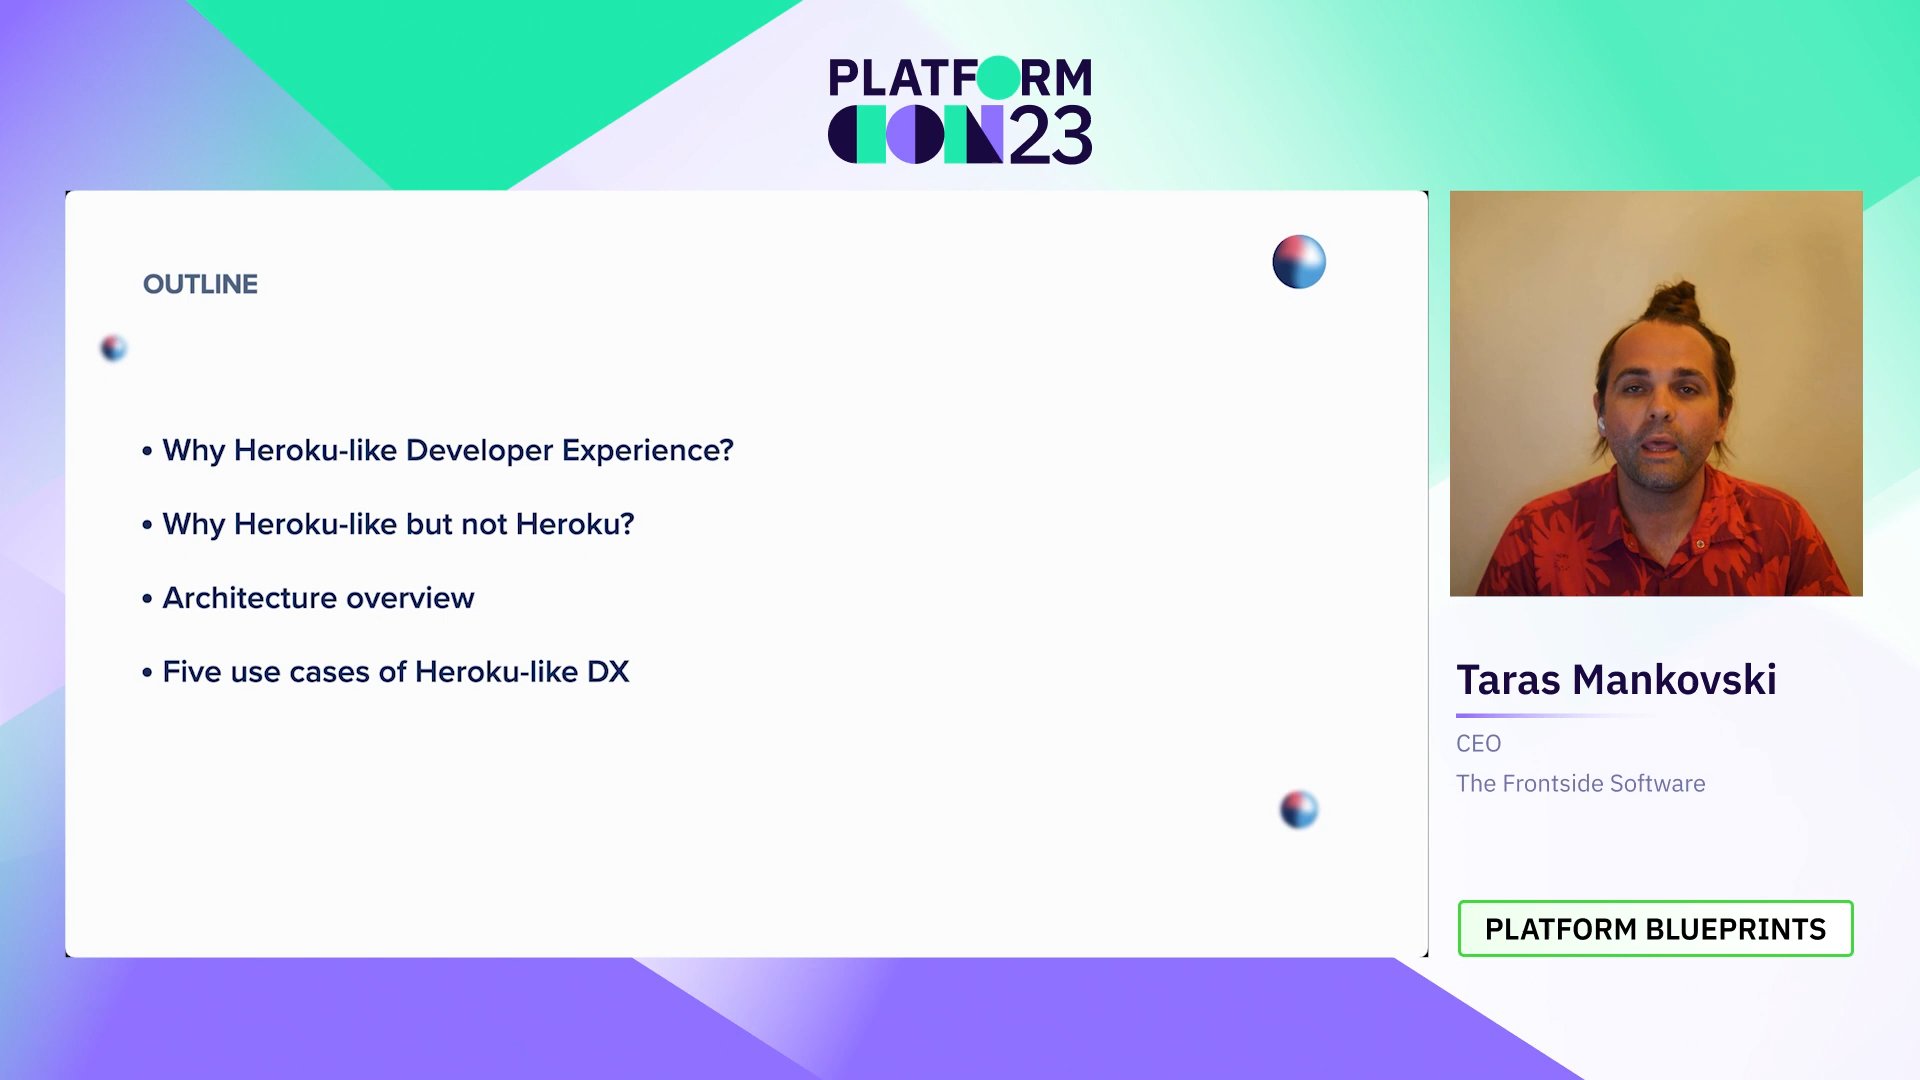 PLATFORM
CON23
OUTLINE
• Why Heroku-like Developer Experience?
• Why Heroku-like but not Heroku?
• Architecture overview
• Five use cases of Heroku-like DX
Taras Mankovski
CEO
The Frontside Software
PLATFORM BLUEPRINTS